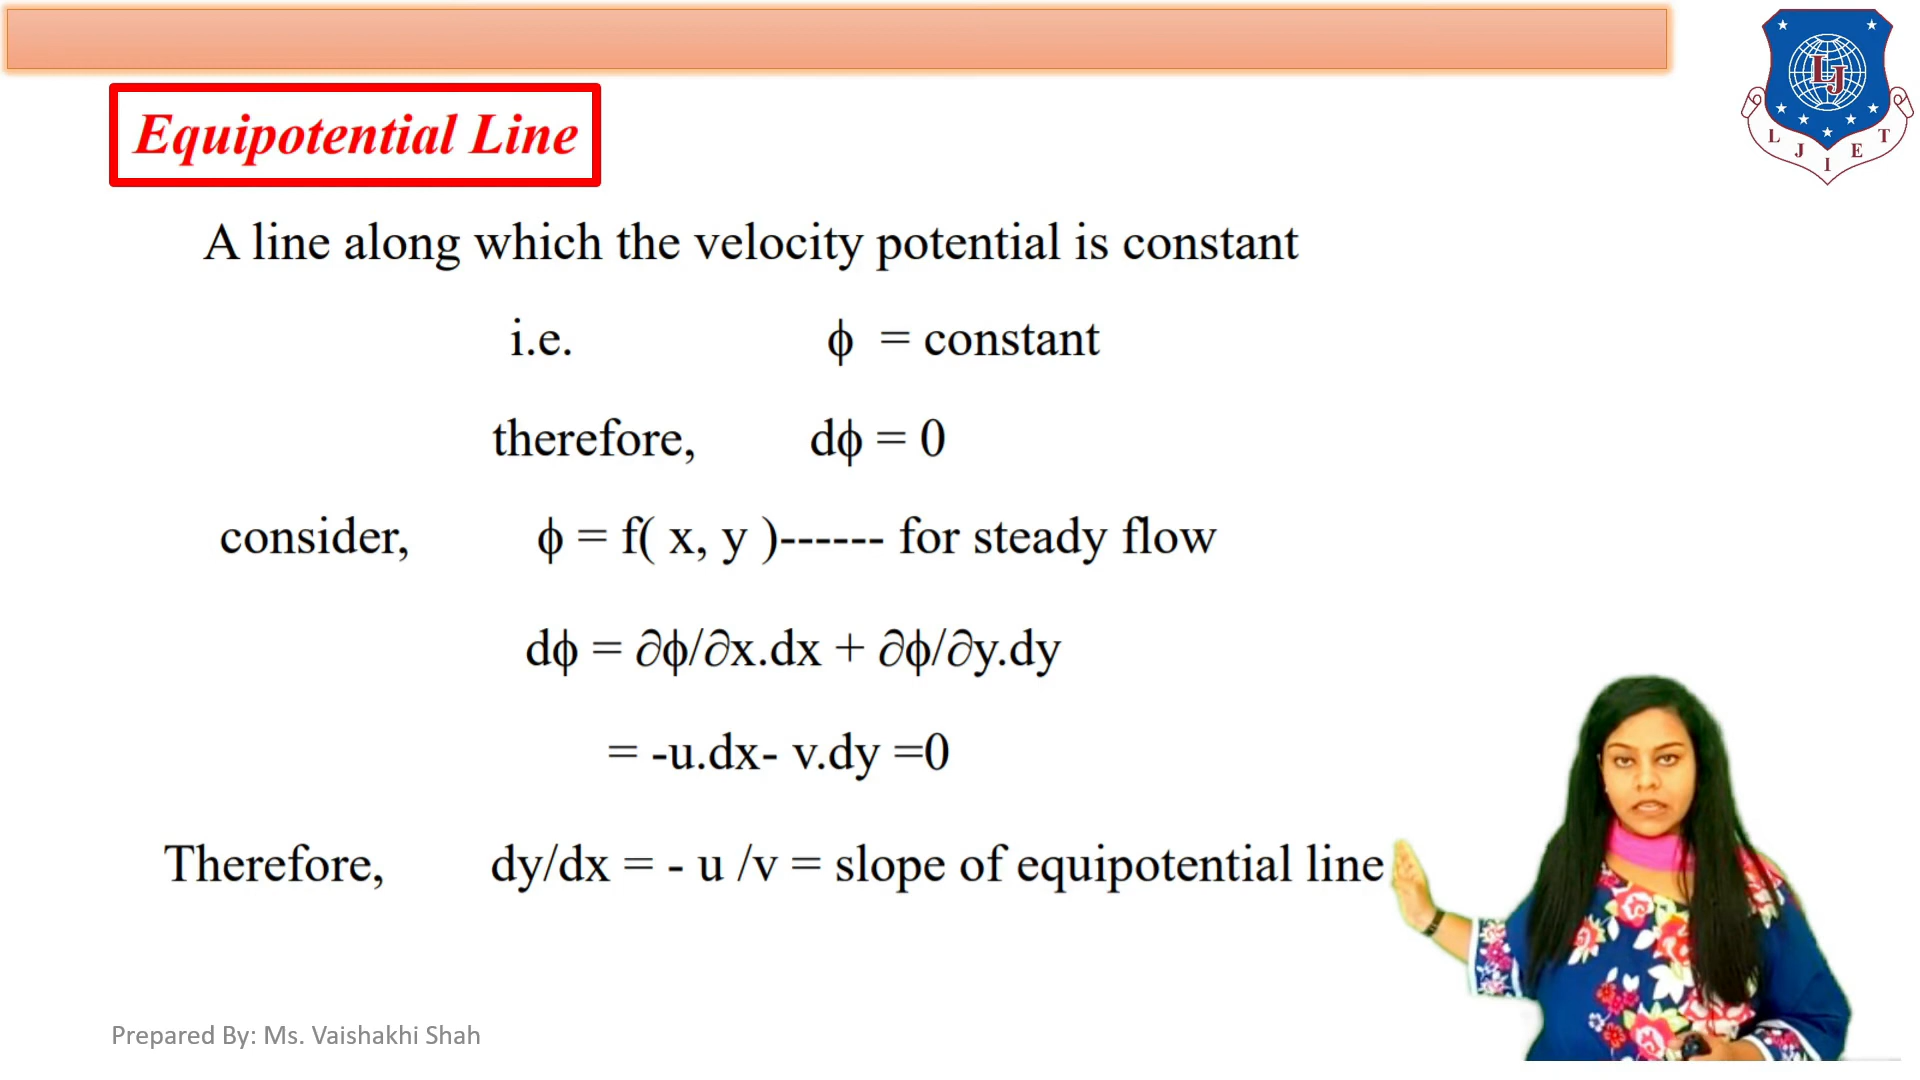 Equipotential Line
A line along which the velocity potential is constant
i.e. ϕ = constant
therefore, dϕ = 0
consider, ϕ = f( x, y )------ for steady flow
dϕ = ∂ϕ/∂x.dx + ∂ϕ/∂y.dy
= -u.dx- v.dy =0
Therefore, dy/dx = - u /v = slope of equipotential line
Prepared By: Ms. Vaishakhi Shah
LJ
L J I E T